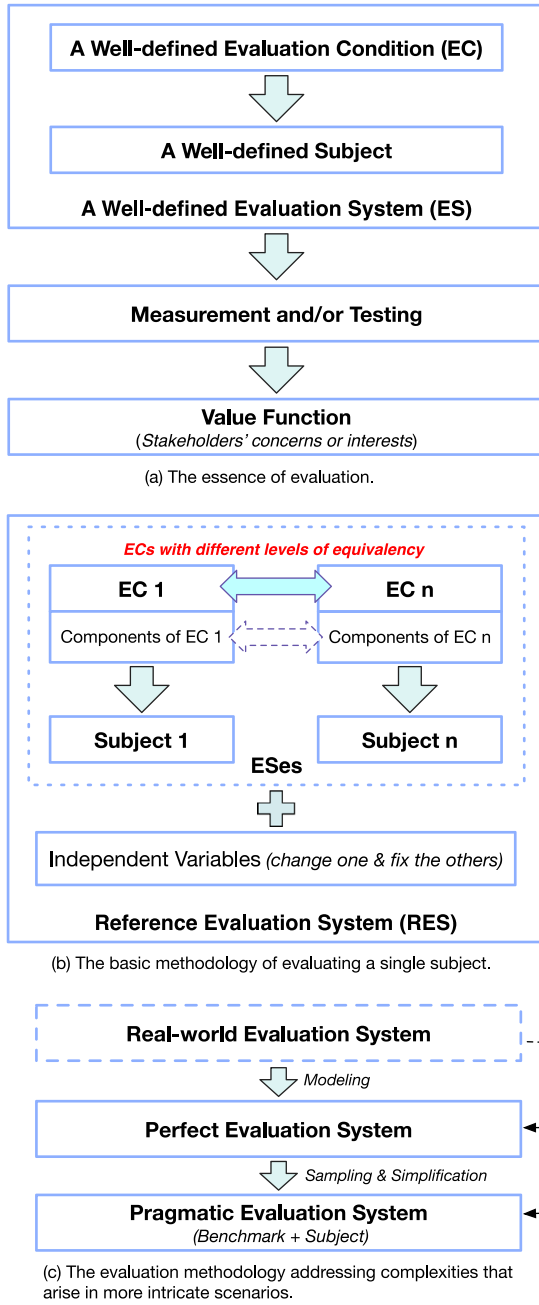 A Well-defined Evaluation Condition (EC)
A Well-defined Subject
A Well-defined Evaluation System (ES)
Measurement and/or Testing
Value Function
(Stakeholders' concerns or interests)
(a) The essence of evaluation.
ECs with different levels of equivalency
EC 1
EC n
Components of EC 1
Components of EC n
Subject 1
Subject n
ESes
Independent Variables (change one & fix the others)
Reference Evaluation System (RES)
(b) The basic methodology of evaluating a single subject.
Real-world Evaluation System
Modeling
Perfect Evaluation System
Sampling & Simplification
Pragmatic Evaluation System
(Benchmark + Subject)
(c) The evaluation methodology addressing complexities that
arise in more intricate scenarios.